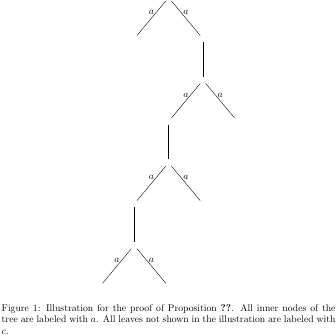 a a
a a
a a
a a
Figure 1: Illustration for the proof of Proposition ??. All inner nodes of the
tree are labeled with a. All leaves not shown in the illustration are labeled with
c.